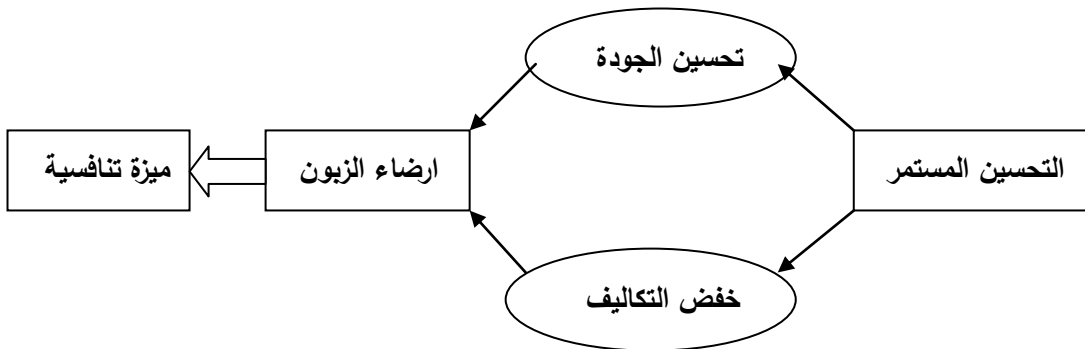 تحسين الجودة
التحسين المستمر
ارضاء الزبون
ميزة تنافسية
خفض التكاليف